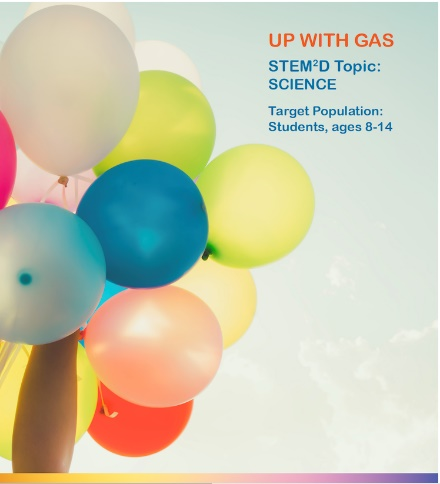 UP WITH GAS
STEM²D Topic:
SCIENCE
Target Population:
Students, ages 8-14